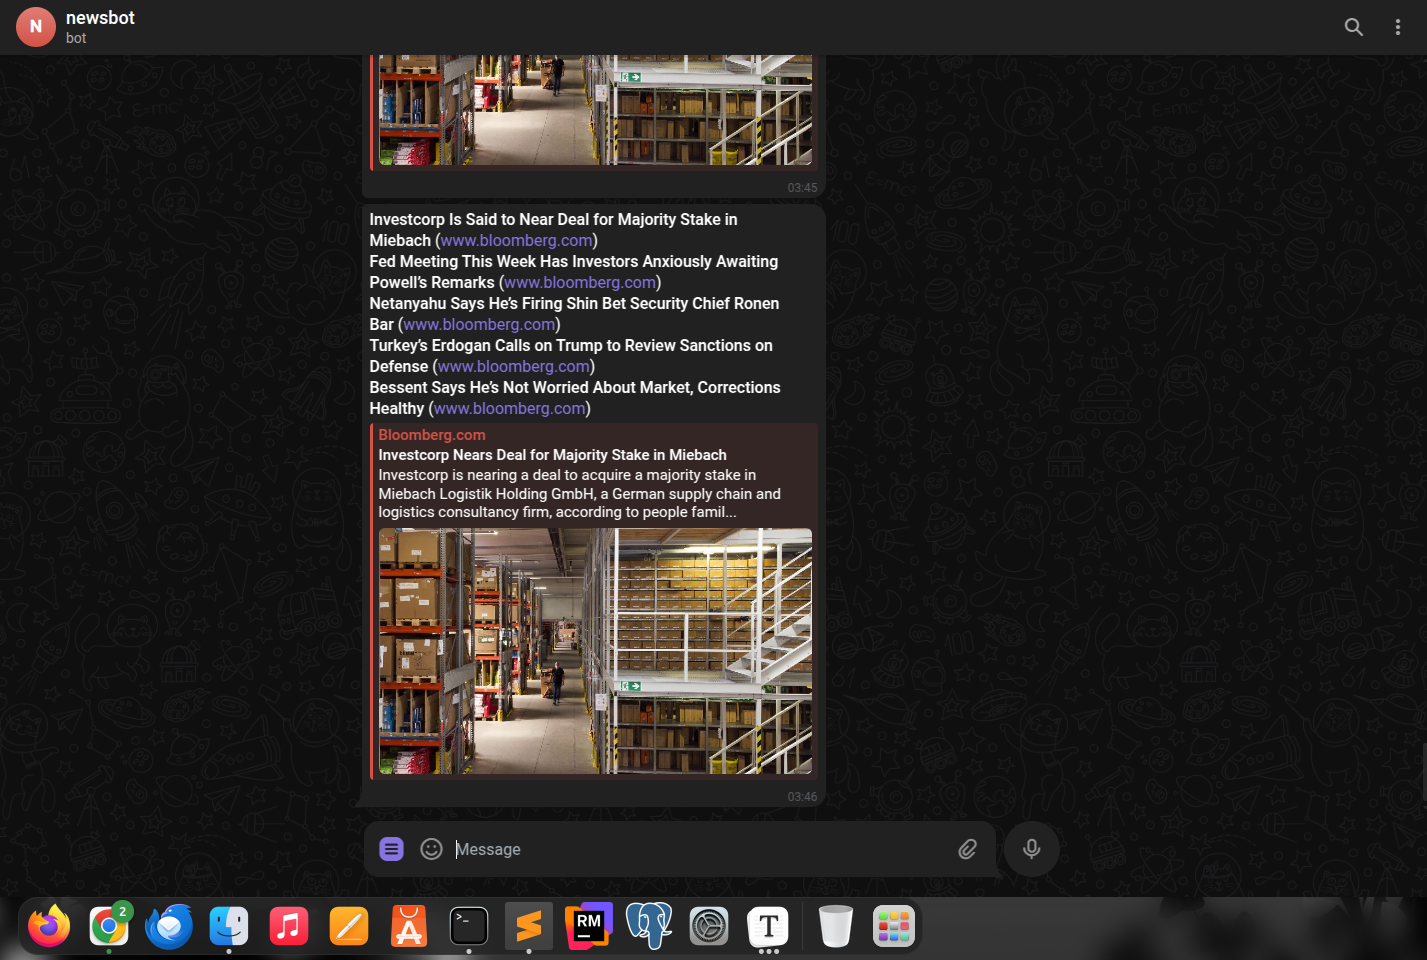 N
newsbot
bot
03:45
Investcorp Is Said to Near Deal for Majority Stake in
Miebach (www.bloomberg.com)
Fed Meeting This Week Has Investors Anxiously Awaiting
Powell’s Remarks (www.bloomberg.com)
Netanyahu Says He’s Firing Shin Bet Security Chief Ronen
Bar (www.bloomberg.com)
Turkey’s Erdogan Calls on Trump to Review Sanctions on
Defense (www.bloomberg.com)
Bessent Says He’s Not Worried About Market, Corrections
Healthy (www.bloomberg.com)
Bloomberg.com
Investcorp Nears Deal for Majority Stake in Miebach
Investcorp is nearing a deal to acquire a majority stake in
Miebach Logistik Holding GmbH, a German supply chain and
logistics consultancy firm, according to people famil...
03:46
Message
2
>_
RM
T